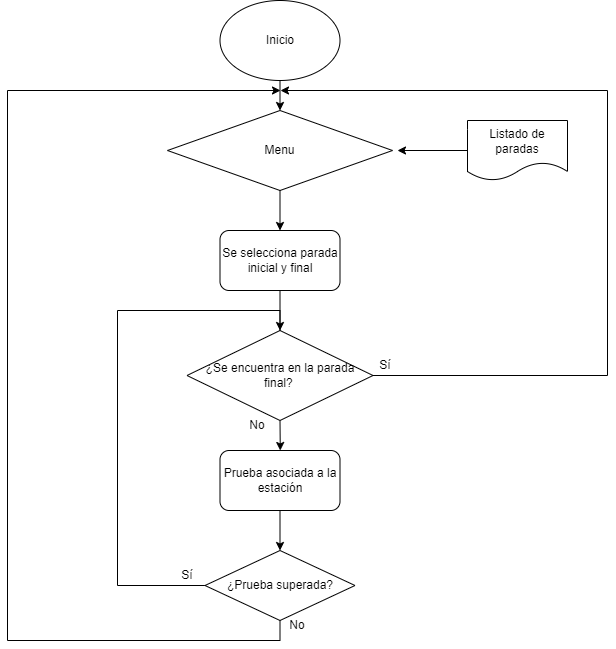 Inicio
Menu
Listado de
paradas
Se selecciona parada
inicial y final
¿Se encuentra en la parada
final?
Sí
No
Prueba asociada a la
estación
¿Prueba superada?
Sí
No